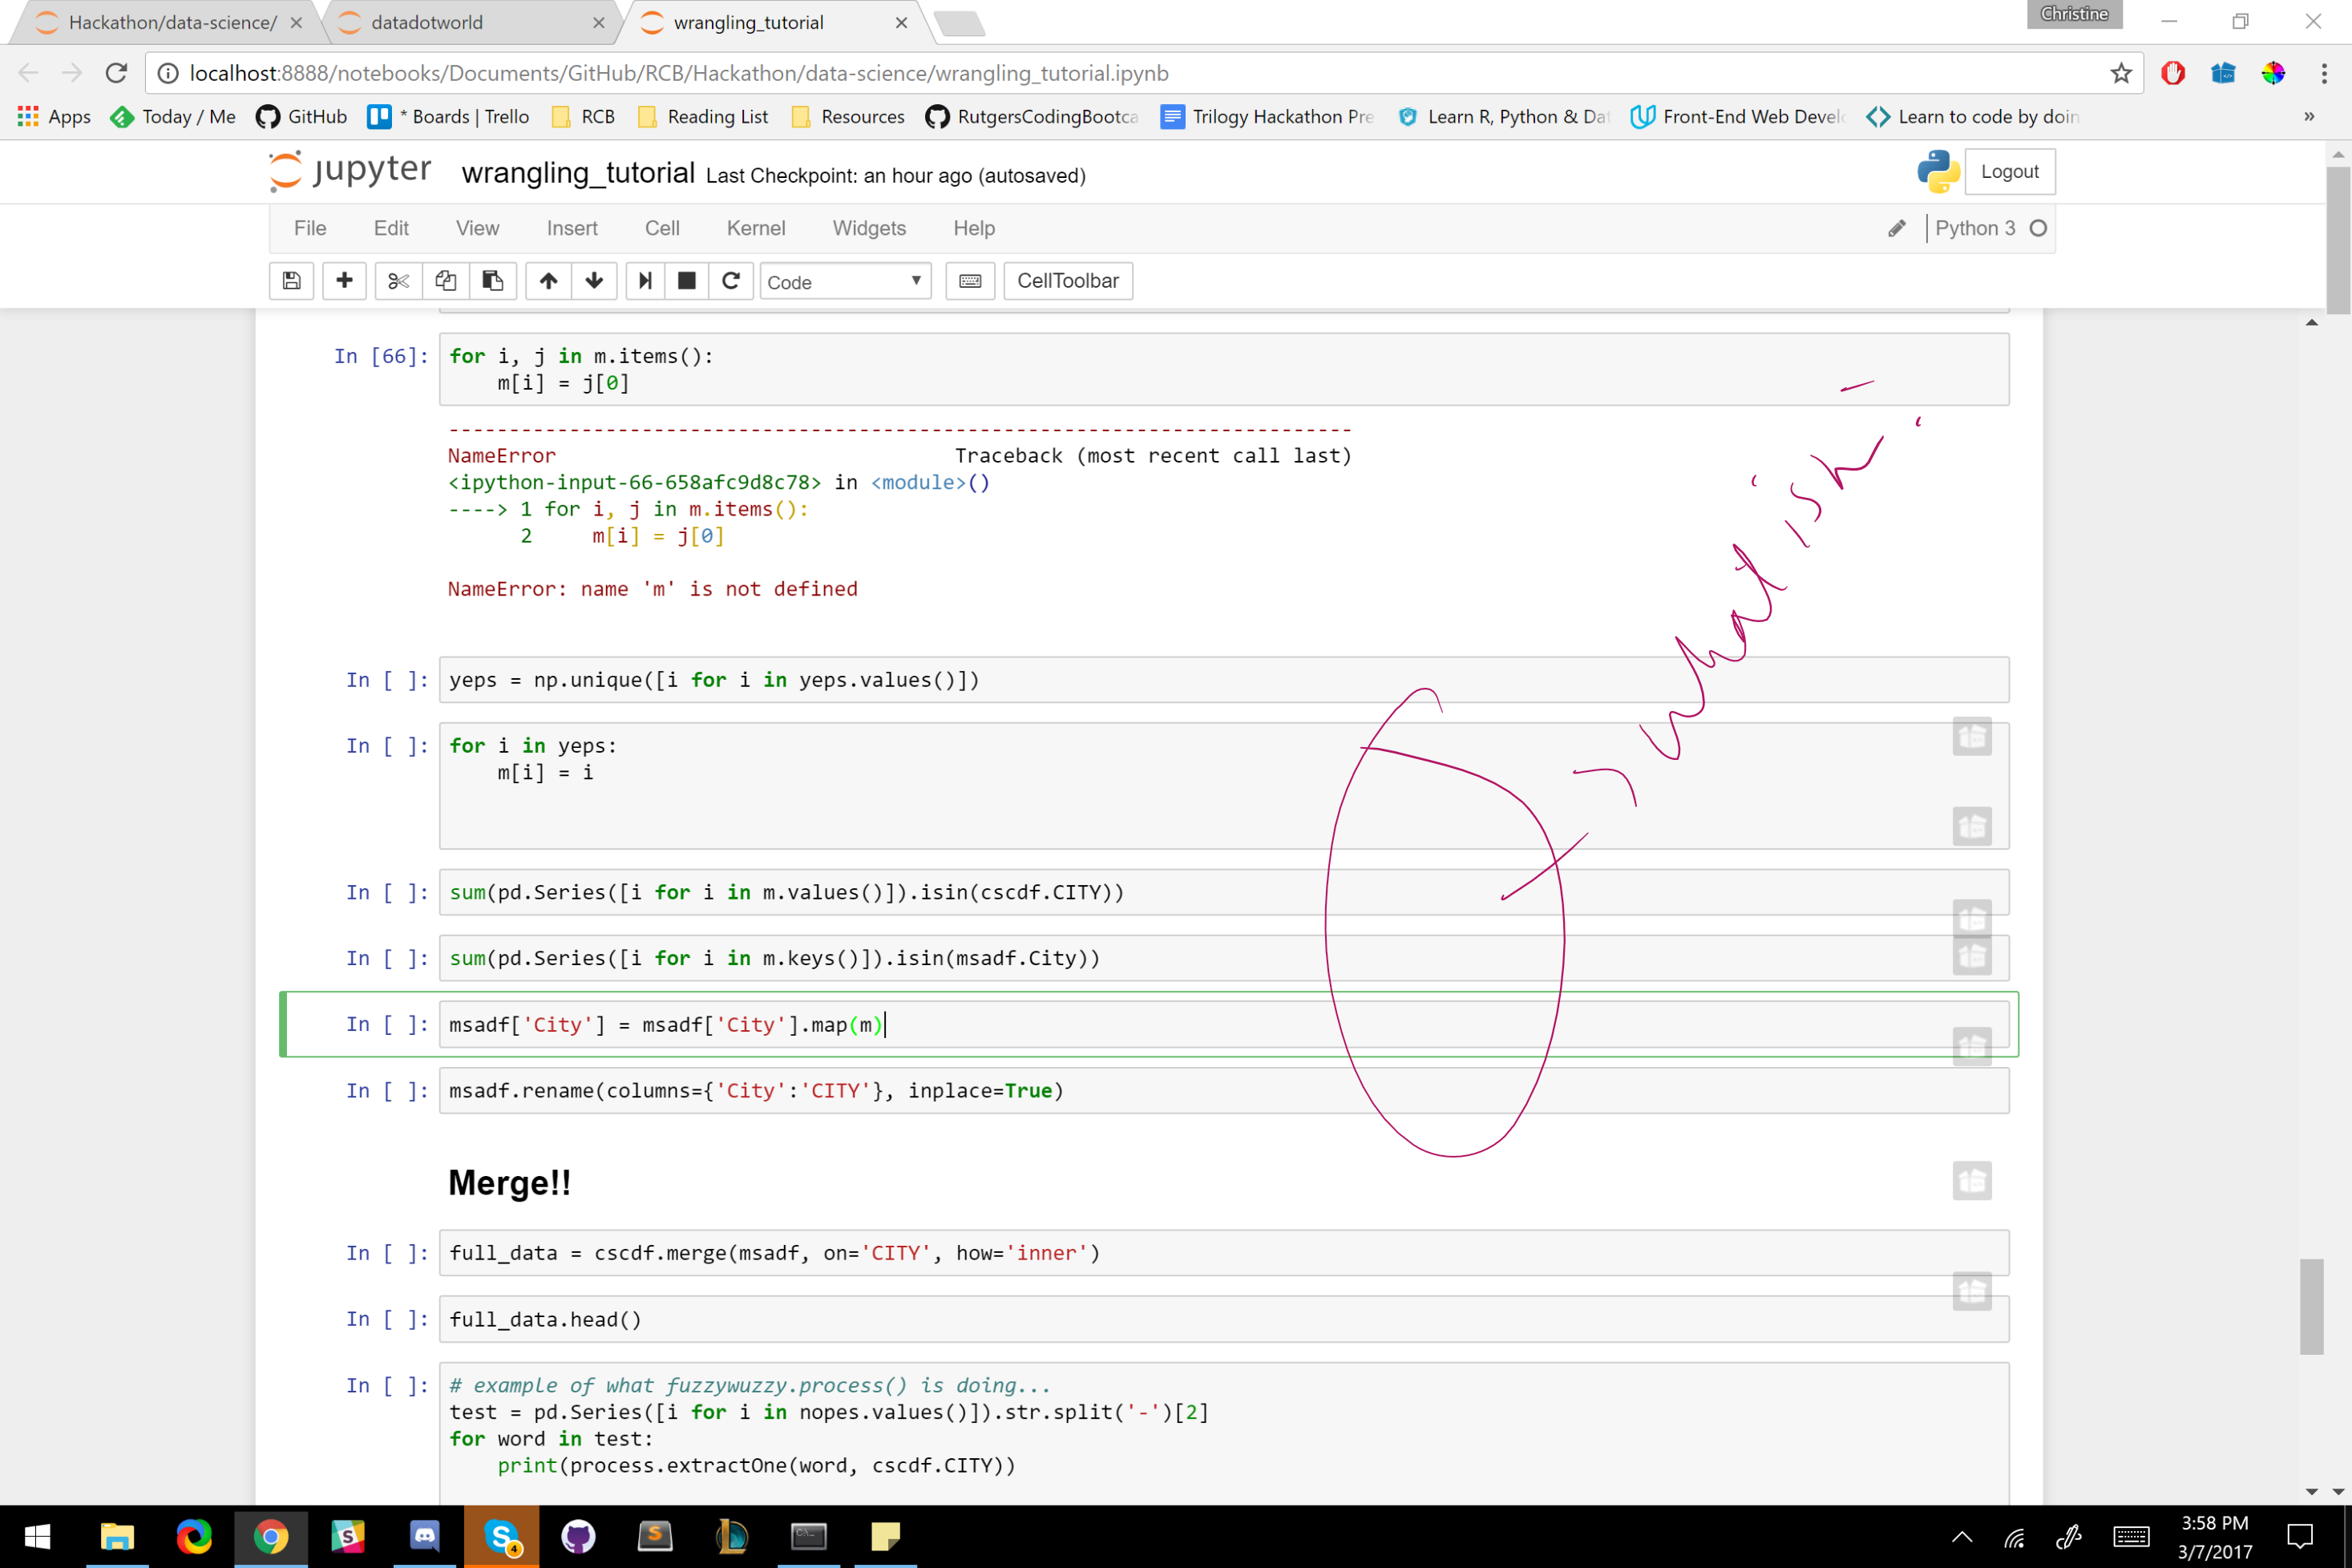 Hackathon/data-science/
datadotworld
wrangling_tutorial
Christine
localhost:8888/notebooks/Documents/GitHub/RCB/Hackathon/data-science/wrangling_tutorial.ipynb
Apps Today / Me GitHub * Boards | Trello RCB Reading List Resources RutgersCodingBootca Trilogy Hackathon Pre Learn R, Python & Dat Front-End Web Devel Learn to code by doin »
jupyter wrangling_tutorial Last Checkpoint: an hour ago (autosaved) Logout
File Edit View Insert Cell Kernel Widgets Help Python 3
Code CellToolbar
In [66]: for i, j in m.items():
m[i] = j[0]
---------------------------------------------------------------------------
NameError Traceback (most recent call last)
<ipython-input-66-658afc9d8c78> in <module>()
----> 1 for i, j in m.items():
2 m[i] = j[0]
NameError: name 'm' is not defined
what is
In [ ]: yeps = np.unique([i for i in yeps.values()])
In [ ]: for i in yeps:
m[i] = i
In [ ]: sum(pd.Series([i for i in m.values()]).isin(cscdf.CITY))
In [ ]: sum(pd.Series([i for i in m.keys()]).isin(msadf.City))
In [ ]: msadf['City'] = msadf['City'].map(m)
In [ ]: msadf.rename(columns={'City':'CITY'}, inplace=True)
Merge!!
In [ ]: full_data = cscdf.merge(msadf, on='CITY', how='inner')
In [ ]: full_data.head()
In [ ]: # example of what fuzzywuzzy.process() is doing...
test = pd.Series([i for i in nopes.values()]).str.split('-')[2]
for word in test:
print(process.extractOne(word, cscdf.CITY))
4
3:58 PM
3/7/2017